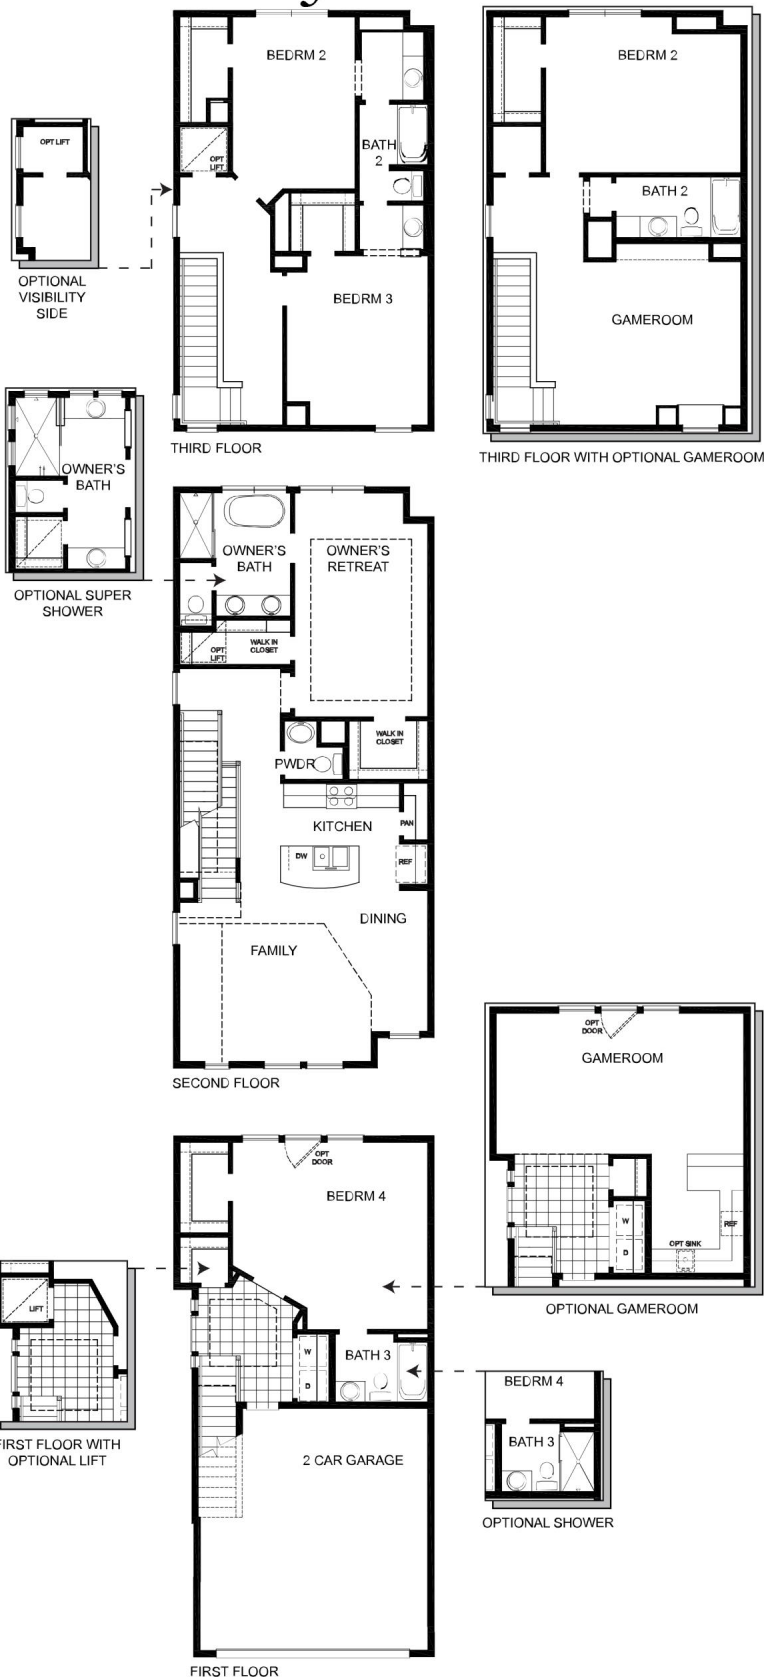 BEDRM 2
OPT
LIFT
BATH
2
BEDRM 3
THIRD FLOOR
BEDRM 2
BATH 2
GAMEROOM
THIRD FLOOR WITH OPTIONAL GAMEROOM
OPT LIFT
OPTIONAL
VISIBILITY
SIDE
OWNER'S
BATH
OPTIONAL SUPER
SHOWER
OWNER'S
BATH
OWNER'S
RETREAT
OPT
LIFT
WALK IN
CLOSET
WALK IN
CLOSET
PWDR
KITCHEN
PAN
DW
REF
DINING
FAMILY
SECOND FLOOR
OPT
DOOR
GAMEROOM
W
D
REF
OPT SINK
OPTIONAL GAMEROOM
OPT
DOOR
BEDRM 4
W
D
BATH 3
2 CAR GARAGE
FIRST FLOOR
LIFT
FIRST FLOOR WITH
OPTIONAL LIFT
BEDRM 4
BATH 3
OPTIONAL SHOWER